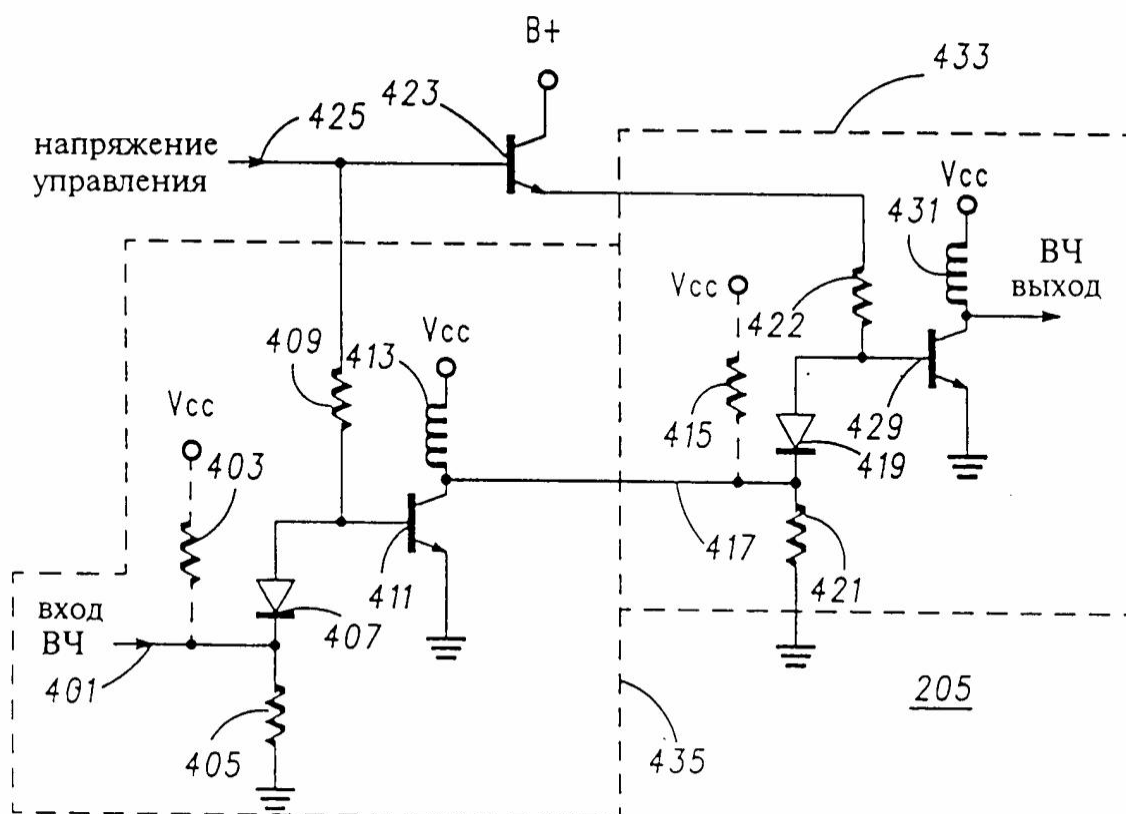 B+
433
423
425
напряжение
управления
Vcc
431
ВЧ
выход
Vcc
422
Vcc
409
413
415
429
419
Vcc
403
417
421
411
вход
ВЧ
407
401
205
405
435